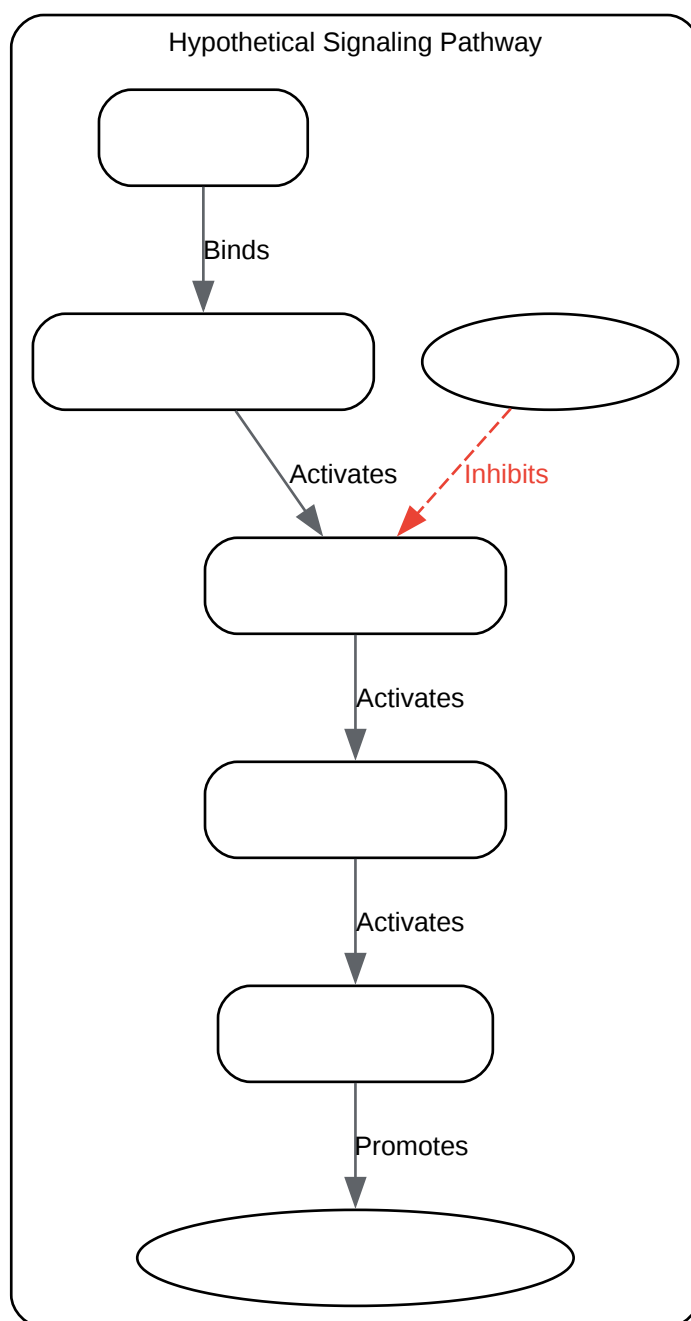 Hypothetical Signaling Pathway
Binds
Activates
Inhibits
Activates
Activates
Promotes